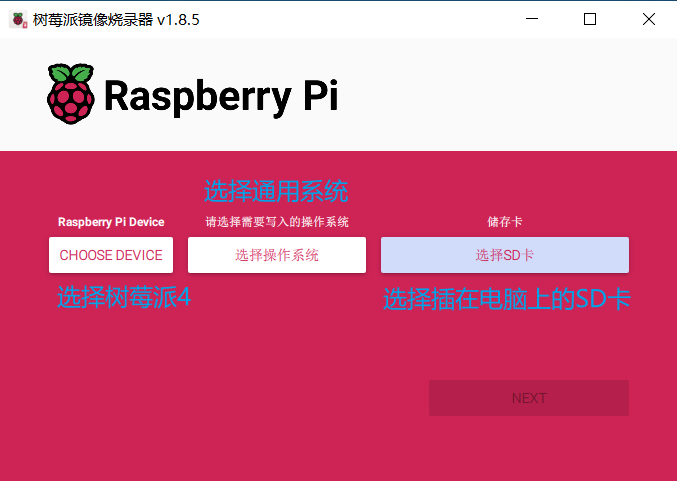 树莓派镜像烧录器 v1.8.5
Raspberry Pi
选择通用系统
Raspberry Pi Device
请选择需要写入的操作系统
储存卡
CHOOSE DEVICE
选择操作系统
选择SD卡
选择树莓派4
选择插在电脑上的SD卡
NEXT